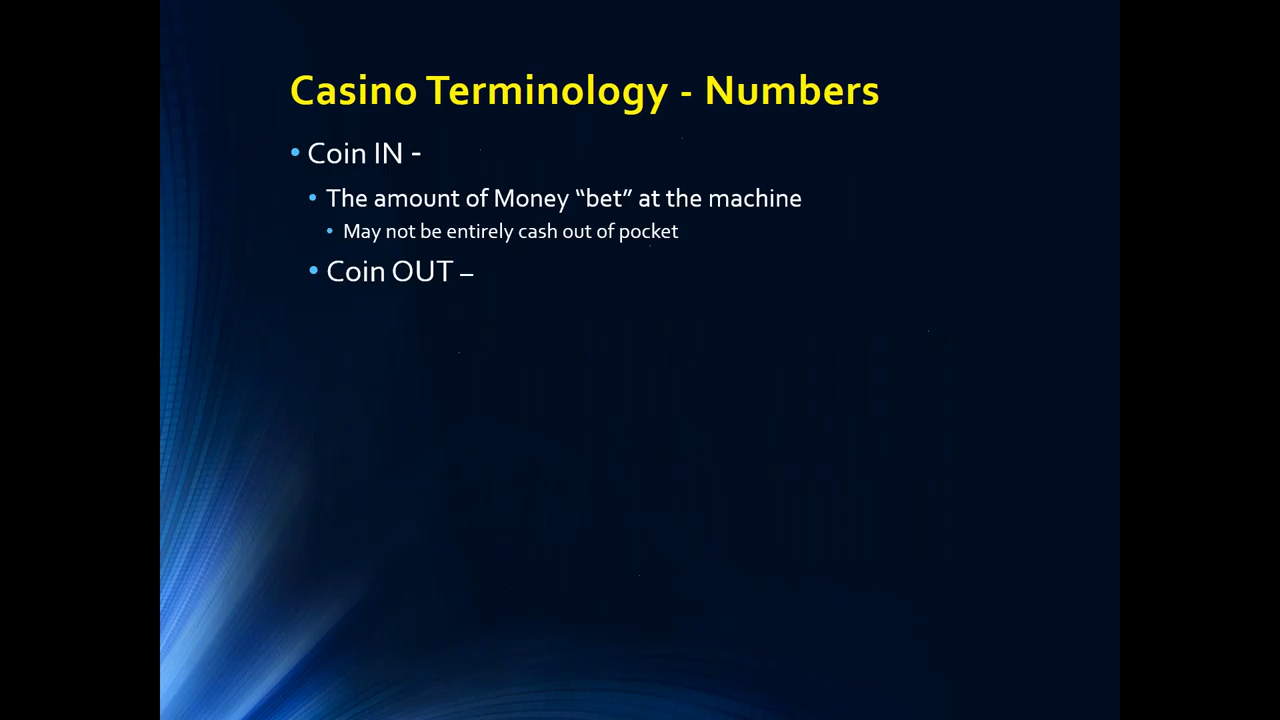 Casino Terminology - Numbers
• Coin IN -
• The amount of Money “bet” at the machine
• May not be entirely cash out of pocket
• Coin OUT –